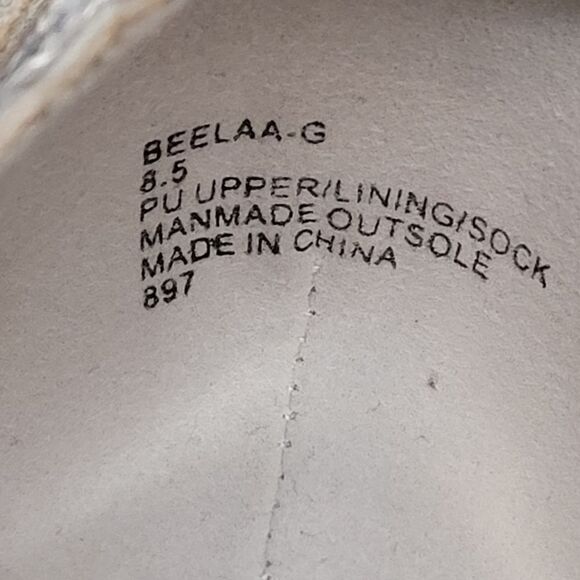 BEELAA-G
8.5
PU UPPER/LINING/SOCK
MANMADE OUTSOLE
MADE IN CHINA
897